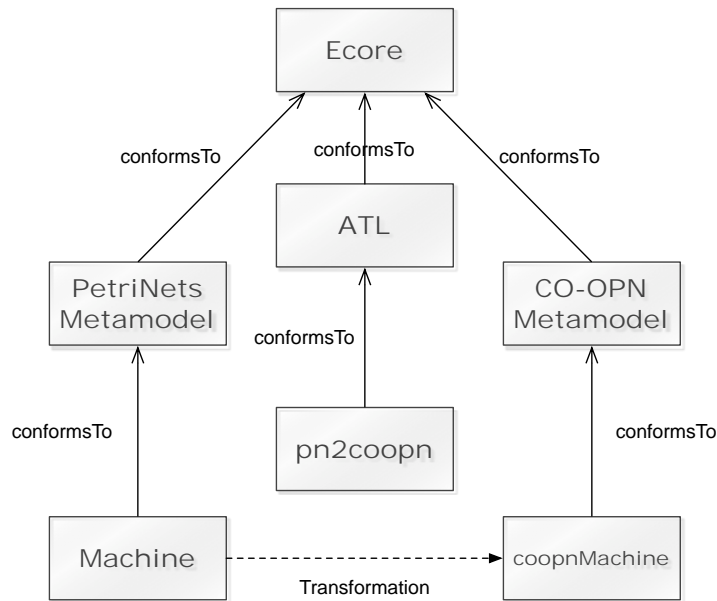 Ecore
conformsTo
conformsTo
conformsTo
ATL
PetriNets
Metamodel
CO-OPN
Metamodel
conformsTo
conformsTo
conformsTo
pn2coopn
Machine
coopnMachine
Transformation